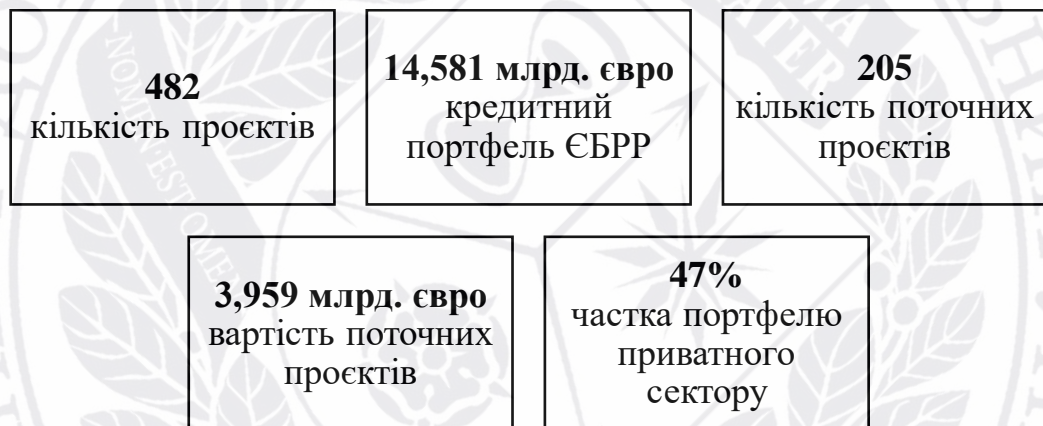 482
кількість проєктів
14,581 млрд. євро
кредитний
портфель ЄБРР
205
кількість поточних
проєктів
3,959 млрд. євро
вартість поточних
проєктів
47%
частка портфелю
приватного
сектору